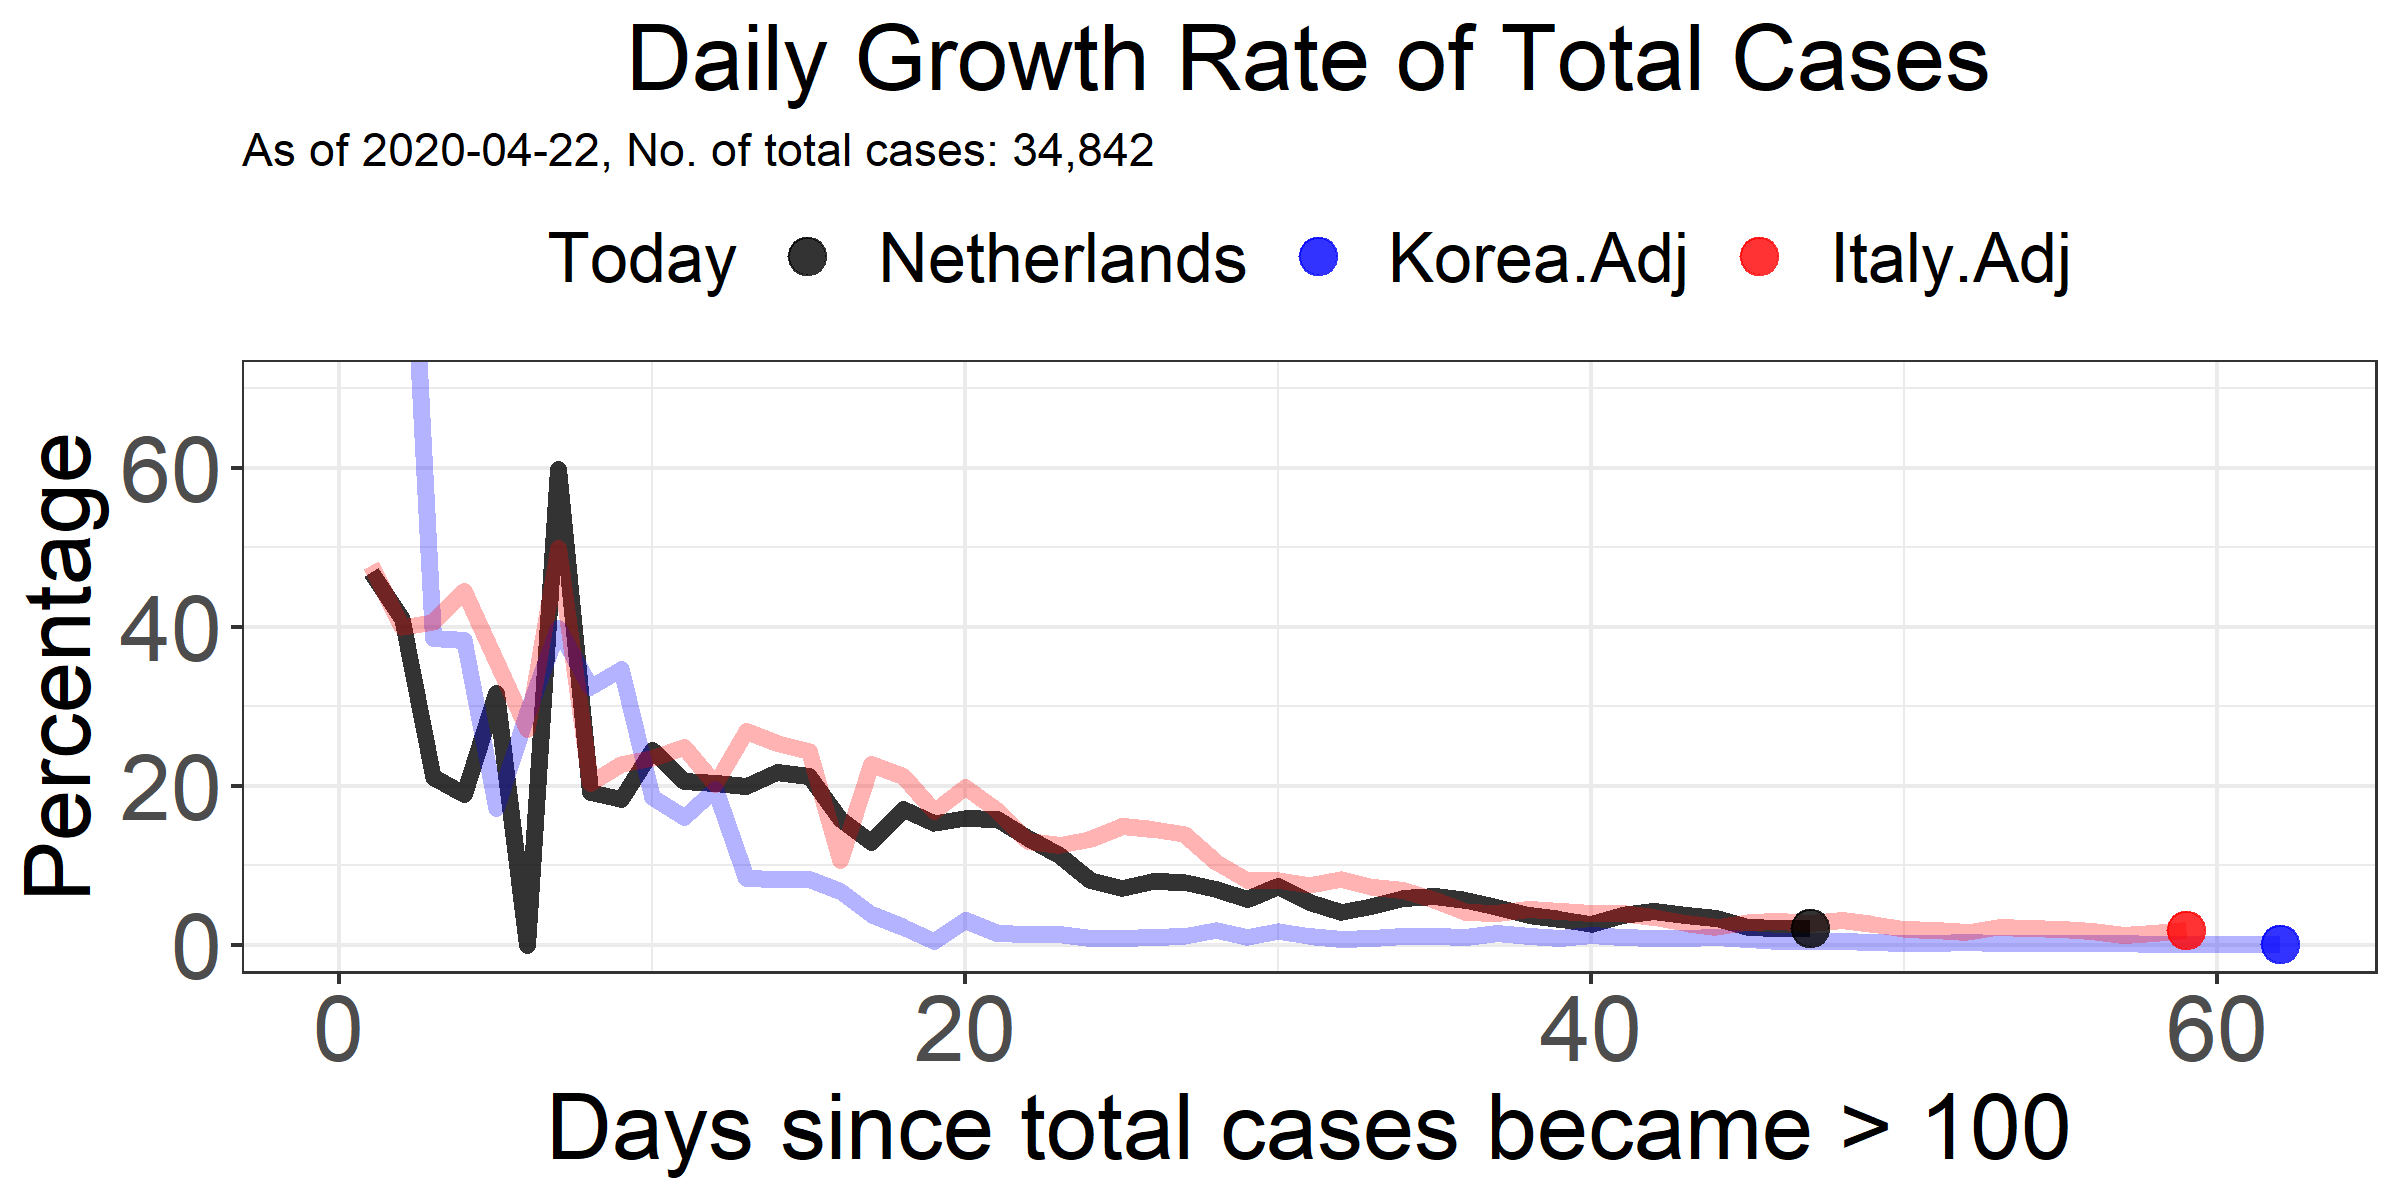 Daily Growth Rate of Total Cases
As of 2020-04-22, No. of total cases: 34,842
Today Netherlands Korea.Adj Italy.Adj
Percentage
60
40
20
0
0 20 40 60
Days since total cases became > 100